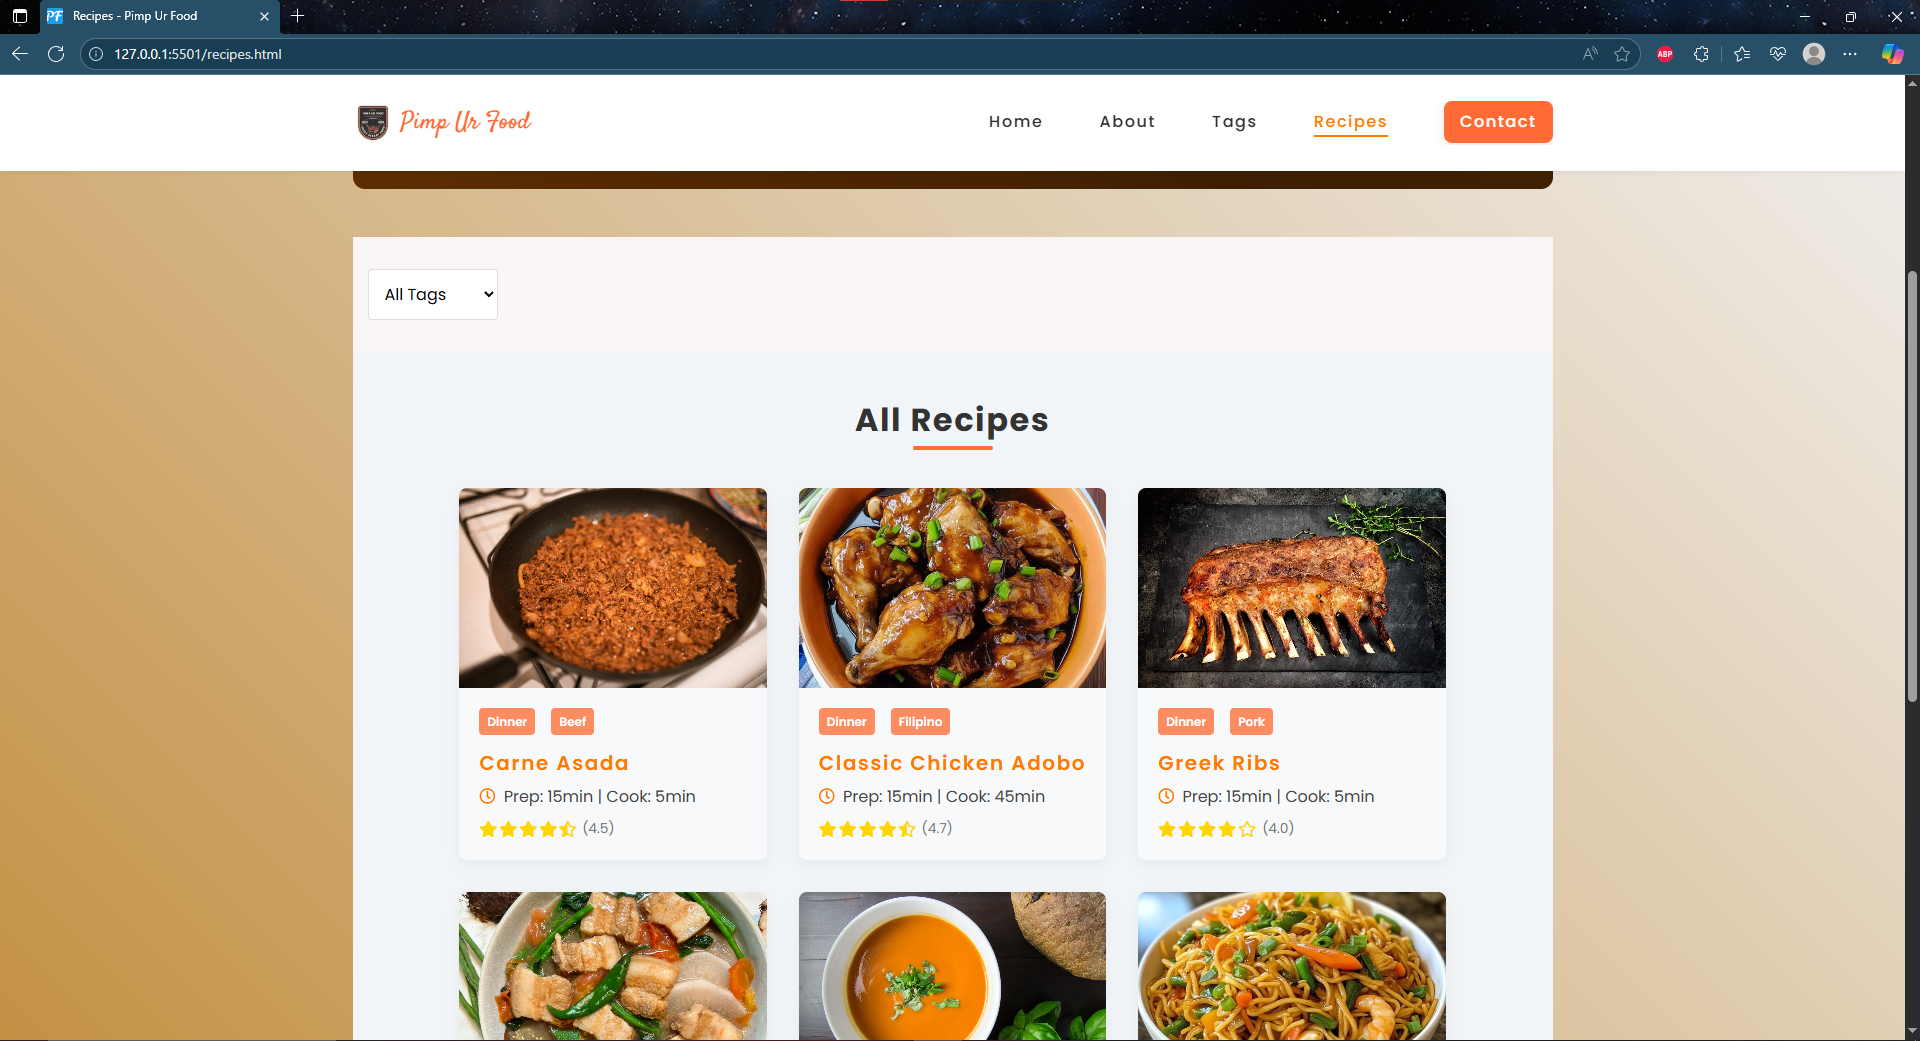 Recipes - Pimp Ur Food
127.0.0.1:5501/recipes.html
ABP
Pimp Ur Food
Home About Tags Recipes Contact
All Tags
All Recipes
Dinner Beef
Carne Asada
Prep: 15min | Cook: 5min
(4.5)
Dinner Filipino
Classic Chicken Adobo
Prep: 15min | Cook: 45min
(4.7)
Dinner Pork
Greek Ribs
Prep: 15min | Cook: 5min
(4.0)